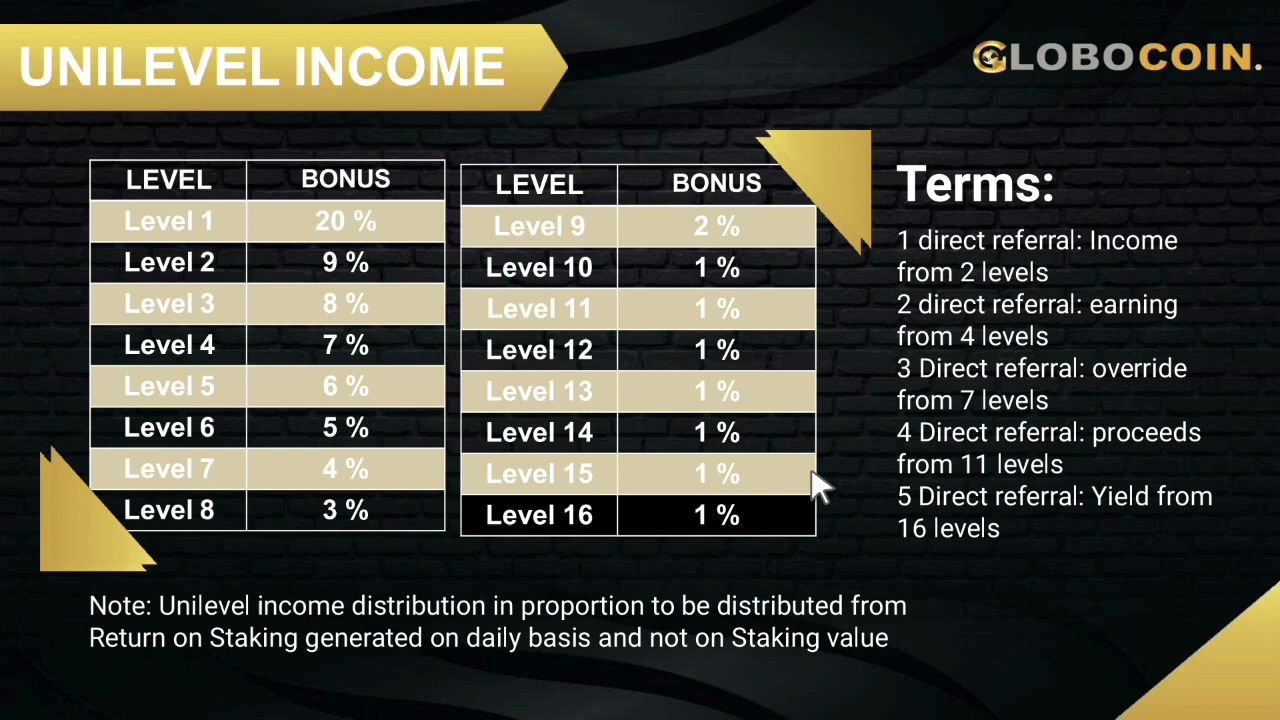 UNILEVEL INCOME
GLOBOCOIN.
LEVEL BONUS
Level 1 20 %
Level 2 9 %
Level 3 8 %
Level 4 7 %
Level 5 6 %
Level 6 5 %
Level 7 4 %
Level 8 3 %
LEVEL BONUS
Level 9 2 %
Level 10 1 %
Level 11 1 %
Level 12 1 %
Level 13 1 %
Level 14 1 %
Level 15 1 %
Level 16 1 %
Terms:
1 direct referral: Income
from 2 levels
2 direct referral: earning
from 4 levels
3 Direct referral: override
from 7 levels
4 Direct referral: proceeds
from 11 levels
5 Direct referral: Yield from
16 levels
Note: Unilevel income distribution in proportion to be distributed from
Return on Staking generated on daily basis and not on Staking value